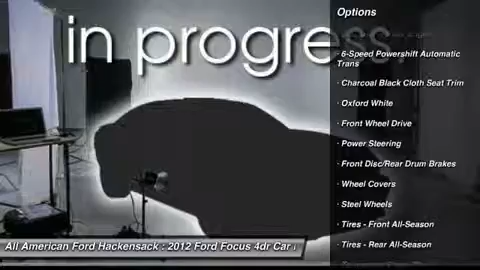 in progress
Options
· 6-Speed Powershift Automatic
Trans
· Charcoal Black Cloth Seat Trim
· Oxford White
· Front Wheel Drive
· Power Steering
· Front Disc/Rear Drum Brakes
· Wheel Covers
· Steel Wheels
· Tires - Front All-Season
· Tires - Rear All-Season
All American Ford Hackensack : 2012 Ford Focus 4dr Car